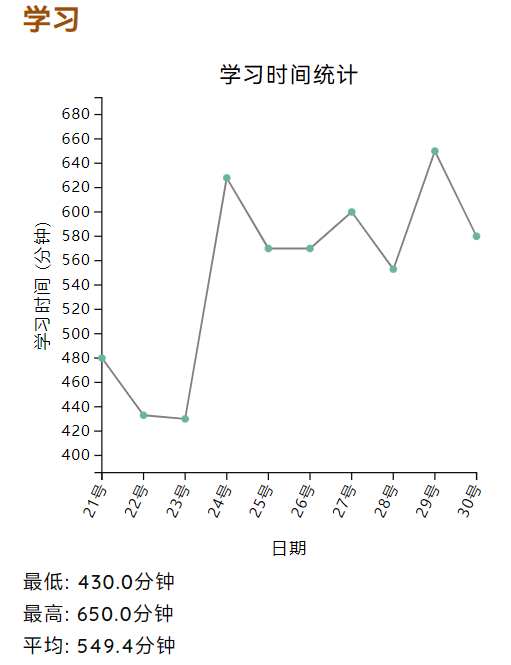 学习
学习时间统计
680
660
640
620
600
580
560
540
520
500
480
460
440
420
400
学习时间 (分钟)
21号
22号
23号
24号
25号
26号
27号
28号
29号
30号
日期
最低: 430.0分钟
最高: 650.0分钟
平均: 549.4分钟